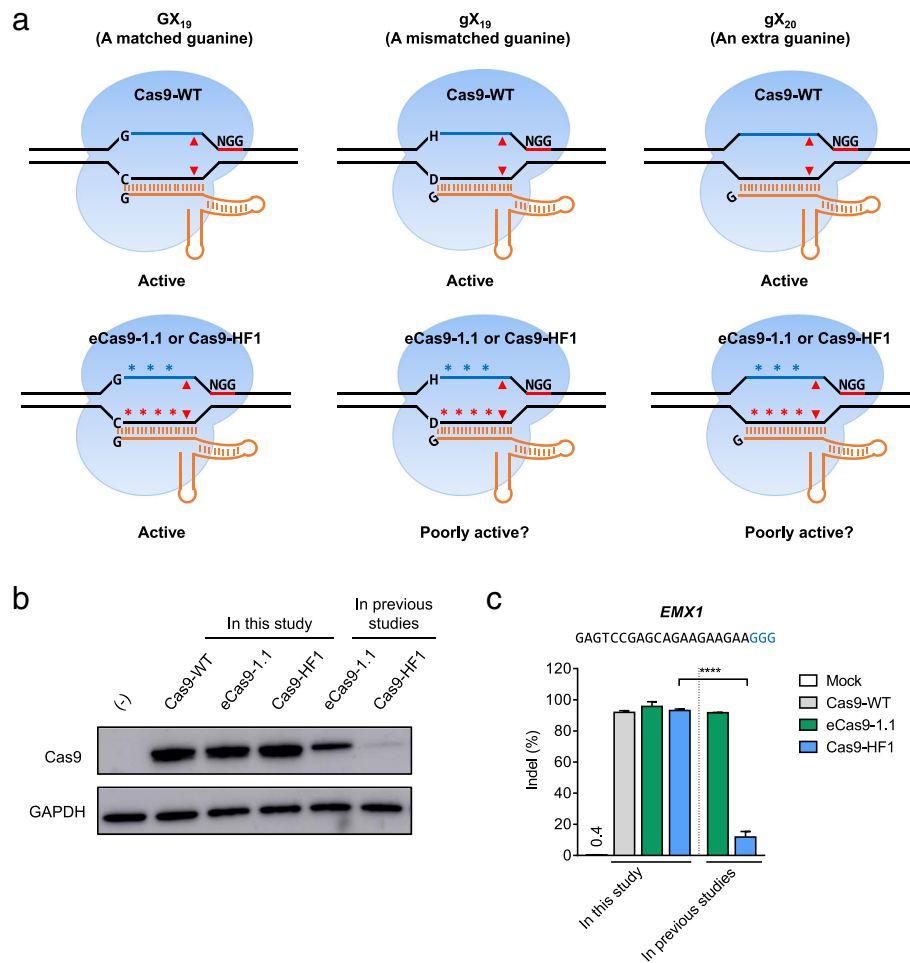 a
GX19 gX19 gX20
(A matched guanine) (A mismatched guanine) (An extra guanine)
Cas9-WT Cas9-WT Cas9-WT
G NGG H NGG NGG
C D
G G G
Active Active Active
eCas9-1.1 or Cas9-HF1 eCas9-1.1 or Cas9-HF1 eCas9-1.1 or Cas9-HF1
* * * * * * * * *
G NGG H NGG NGG
* * * * * * * * * * * *
C D
G G G
Active Poorly active? Poorly active?
b
In this study
In previous
studies
(-) Cas9-WT eCas9-1.1 Cas9-HF1 eCas9-1.1 Cas9-HF1
Cas9
GAPDH
c
EMX1
GAGTCCGAGCAGAAGAAGAAGGG
Indel (%)
120
100
80
60
40
20
0
0.4
****
Mock
Cas9-WT
eCas9-1.1
Cas9-HF1
In this study
In previous studies